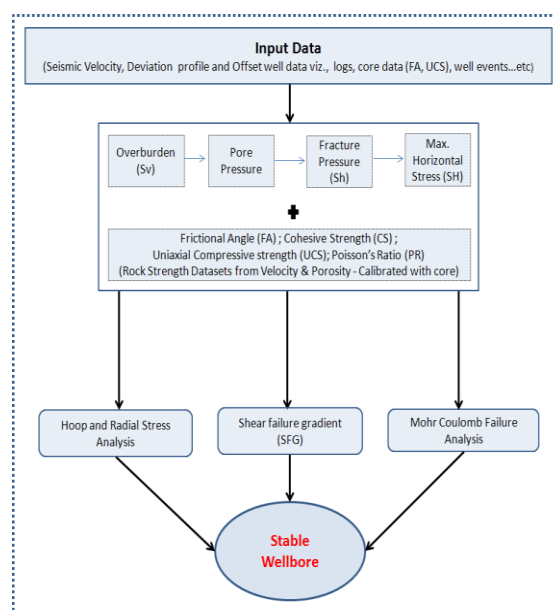 Input Data
(Seismic Velocity, Deviation profile and Offset well data viz., logs, core data (FA, UCS), well events...etc)
Overburden
(Sv)
Pore
Pressure
Fracture
Pressure
(Sh)
Max.
Horizontal
Stress (SH)
+
Frictional Angle (FA) ; Cohesive Strength (CS) ;
Uniaxial Compressive strength (UCS); Poisson's Ratio (PR)
(Rock Strength Datasets from Velocity & Porosity - Calibrated with core)
Hoop and Radial Stress
Analysis
Shear failure gradient
(SFG)
Mohr Coulomb Failure
Analysis
Stable
Wellbore